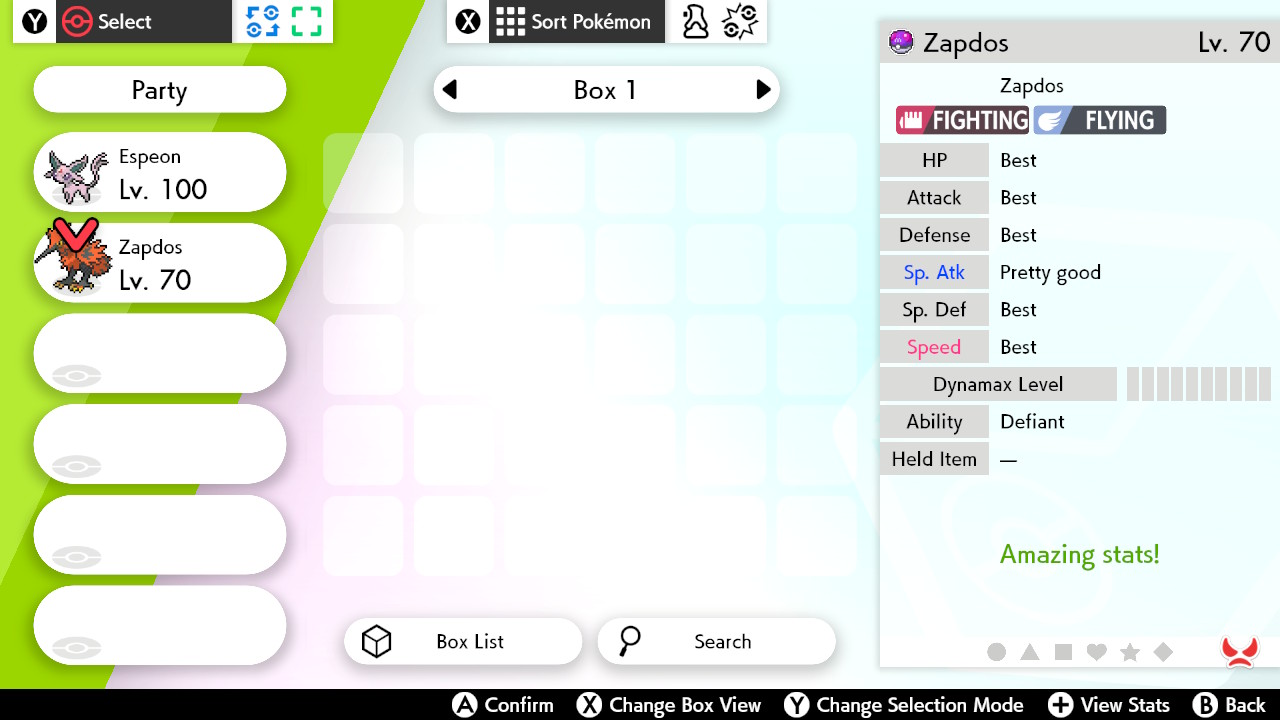 Y Select
X Sort Pokémon
Party
Box 1
Espeon
Lv. 100
Zapdos
Lv. 70
Box List
Search
Zapdos Lv. 70
Zapdos
FIGHTING FLYING
HP Best
Attack Best
Defense Best
Sp. Atk Pretty good
Sp. Def Best
Speed Best
Dynamax Level
Ability Defiant
Held Item —
Amazing stats!
A Confirm X Change Box View Y Change Selection Mode + View Stats B Back